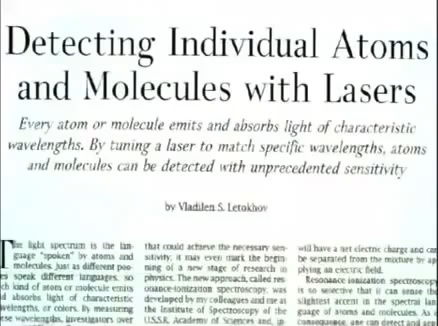 Detecting Individual Atoms
and Molecules with Lasers
Every atom or molecule emits and absorbs light of characteristic
wavelengths. By tuning a laser to match specific wavelengths, atoms
and molecules can be detected with unprecedented sensitivity
by Vladilen S. Letokhov
The light spectrum is the lan-
guage "spoken" by atoms and
molecules. Just as different peo-
speak different languages, so
ch kind of atom or molecule emits
d absorbs light of characteristic
welengths, or colors. By measuring
se wavelengths, investigators over
that could achieve the necessary sen-
sitivity; it may even mark the begin-
ning of a new stage of research in
physics. The new approach, called res-
onance-ionization spectroscopy, was
developed by my colleagues and me at
the Institute of Spectroscopy of the
U.S.S.R. Academy of Sciences and, in-
will have a net electric charge and can
be separated from the mixture by ap-
plying an electric field.
Resonance ionization spectroscopy
is so selective that it can sense the
slightest accent in the spectral lan-
guage of atoms and molecules. As a
consequence, one can detect and